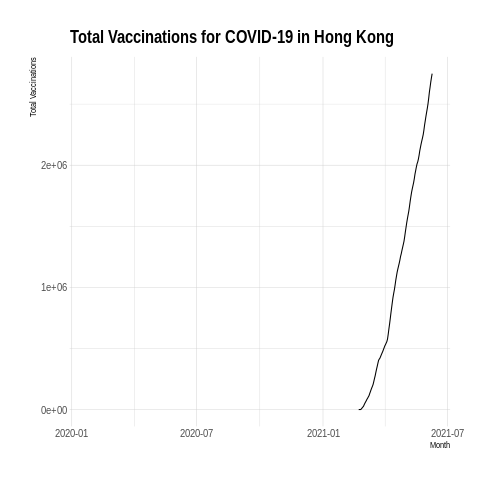 Total Vaccinations for COVID-19 in Hong Kong
Total Vaccinations
2e+06
1e+06
0e+00
2020-01 2020-07 2021-01 2021-07
Month